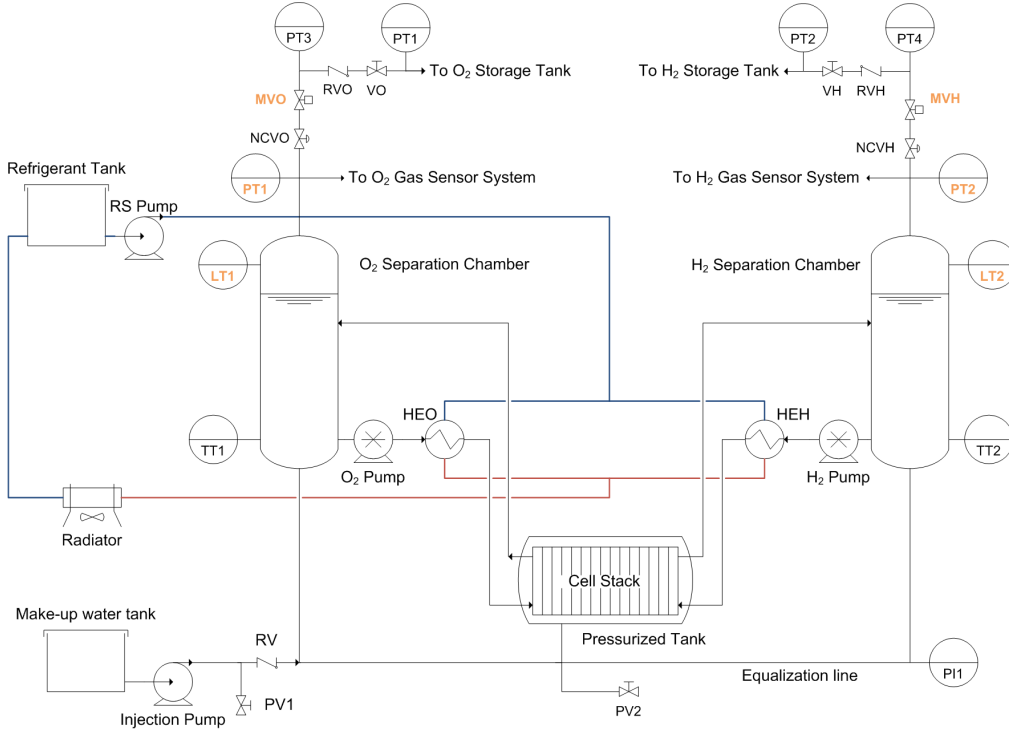 PT3
PT1
PT2
PT4
To O₂ Storage Tank
To H₂ Storage Tank
RVO
VO
VH
RVH
MVO
MVH
NCVO
NCVH
Refrigerant Tank
PT1
To O₂ Gas Sensor System
To H₂ Gas Sensor System
PT2
RS Pump
LT1
O₂ Separation Chamber
H₂ Separation Chamber
LT2
HEO
HEH
TT1
TT2
O₂ Pump
H₂ Pump
Radiator
Cell Stack
Make-up water tank
RV
Pressurized Tank
Equalization line
PI1
PV1
PV2
Injection Pump